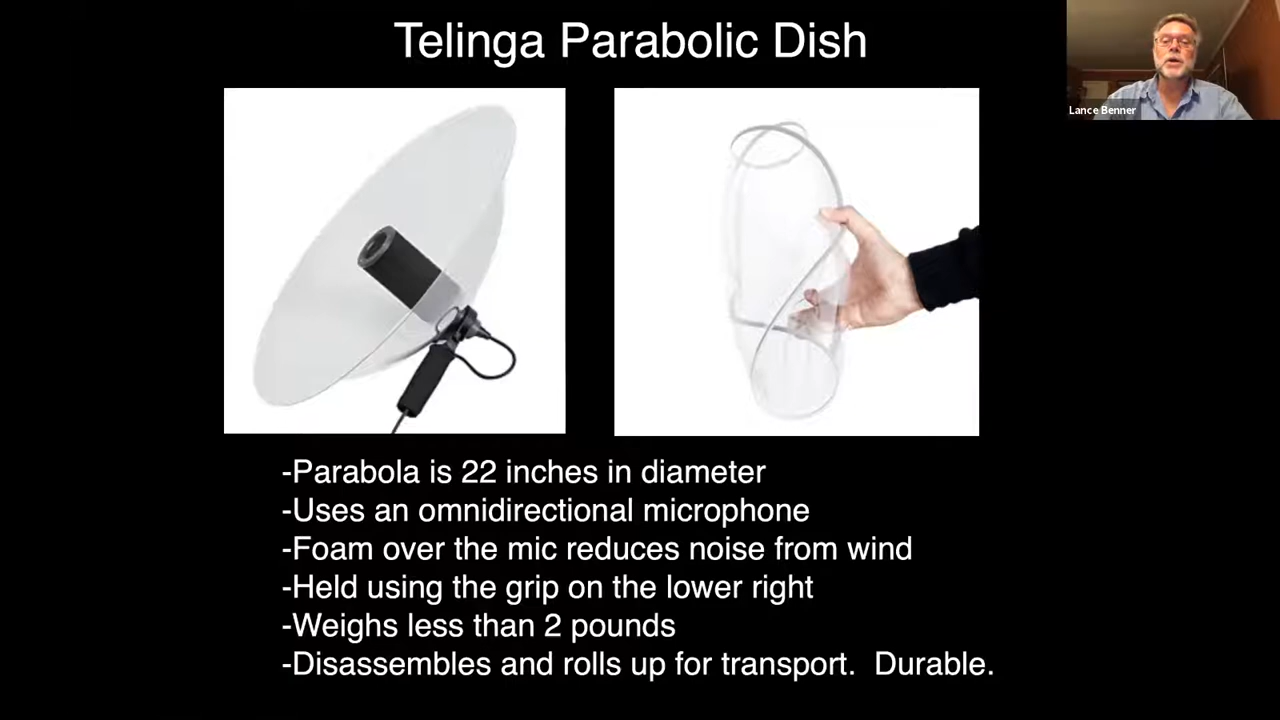 Telinga Parabolic Dish
Lance Benner
-Parabola is 22 inches in diameter
-Uses an omnidirectional microphone
-Foam over the mic reduces noise from wind
-Held using the grip on the lower right
-Weighs less than 2 pounds
-Disassembles and rolls up for transport.  Durable.